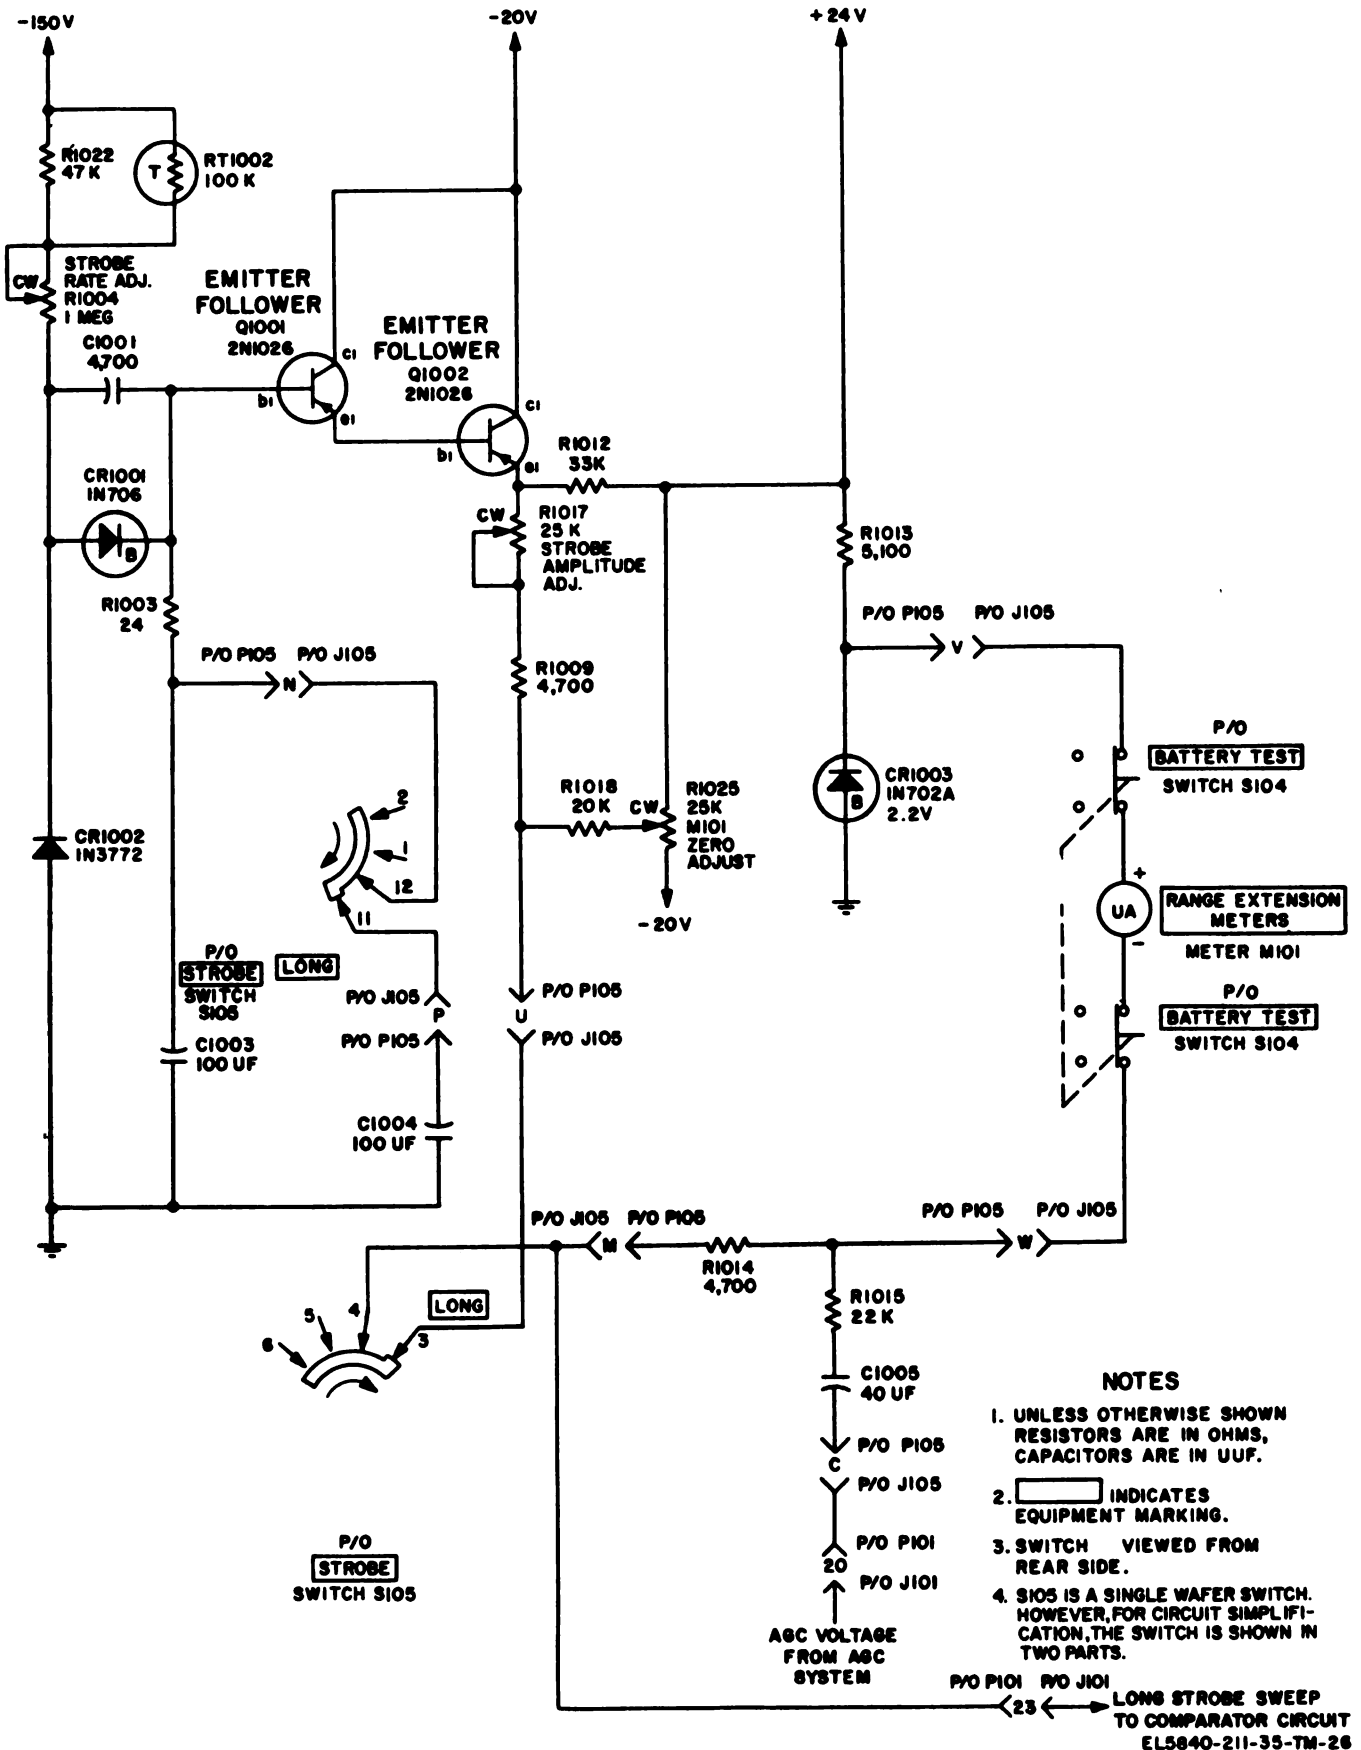 -150V
-20V
+24V
R1022
47K
T
RT1002
100K
CW
STROBE
RATE ADJ.
R1004
1 MEG
EMITTER
FOLLOWER
Q1001
2N1026
C1
b1
e1
EMITTER
FOLLOWER
Q1002
2N1026
C1
b1
e1
C1001
4,700
CR1001
IN706
B
R1003
24
R1012
33K
CW
R1017
25K
STROBE
AMPLITUDE
ADJ.
R1013
5,100
P/O P105
P/O J105
V
P/O P105
P/O J105
N
R1009
4,700
P/O
BATTERY TEST
SWITCH S104
R1018
20K
CW
R1025
25K
M101
ZERO
ADJUST
-20V
CR1003
IN702A
2.2V
B
CR1002
IN3772
2
1
12
11
+
UA
-
RANGE EXTENSION
METERS
METER M101
P/O
STROBE
SWITCH
S105
LONG
P/O J105
P
P/O P105
P/O P105
U
P/O J105
P/O
BATTERY TEST
SWITCH S104
C1003
100 UF
C1004
100 UF
P/O J105
P/O P105
M
R1014
4,700
P/O P105
P/O J105
W
LONG
6
5
4
3
R1015
22K
C1005
40 UF
P/O P105
C
P/O J105
P/O P101
20
P/O J101
AGC VOLTAGE
FROM AGC
SYSTEM
P/O
STROBE
SWITCH S105
NOTES
1. UNLESS OTHERWISE SHOWN
RESISTORS ARE IN OHMS,
CAPACITORS ARE IN UUF.
2. INDICATES
EQUIPMENT MARKING.
3. SWITCH VIEWED FROM
REAR SIDE.
4. S105 IS A SINGLE WAFER SWITCH.
HOWEVER, FOR CIRCUIT SIMPLIFI-
CATION, THE SWITCH IS SHOWN IN
TWO PARTS.
P/O P101
P/O J101
23
LONG STROBE SWEEP
TO COMPARATOR CIRCUIT
EL5840-211-35-TM-26